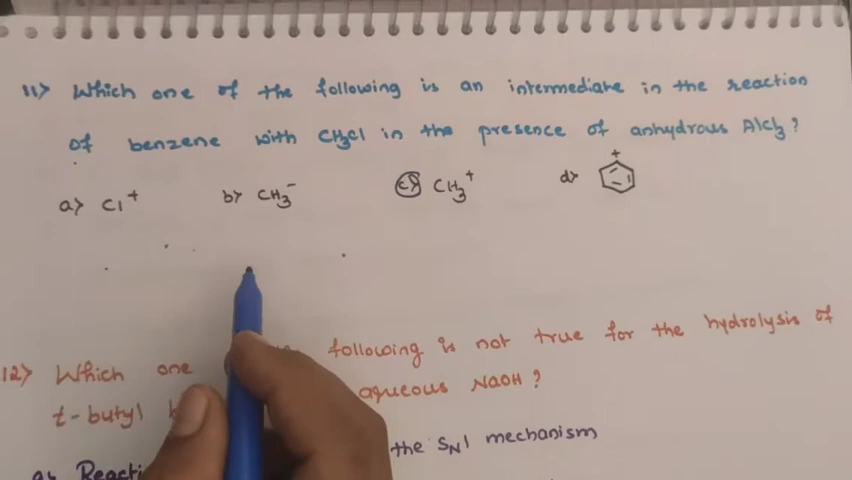 11> Which one of the following is an intermediate in the reaction
of benzene with CH3Cl in the presence of anhydrous AlCl3?
a> Cl+ b> CH3- c> CH3+ d> +
12> Which one following is not true for the hydrolysis of
t-butyl aqueous NaOH?
a> Reacti the SN1 mechanism